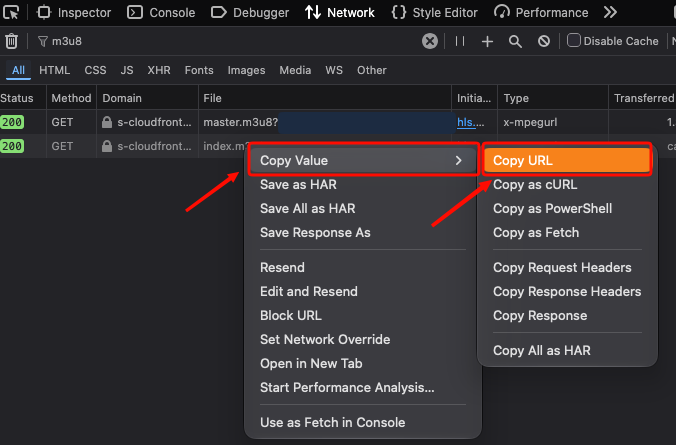 Inspector Console Debugger Network Style Editor Performance
m3u8 Disable Cache
All HTML CSS JS XHR Fonts Images Media WS Other
Status Method Domain File Initia... Type Transferred
200 GET s-cloudfront... master.m3u8? hls.... x-mpegurl 1.
200 GET s-cloudfront... index.m3 ca
Copy Value
Save as HAR
Save All as HAR
Save Response As
Resend
Edit and Resend
Block URL
Set Network Override
Open in New Tab
Start Performance Analysis...
Use as Fetch in Console
Copy URL
Copy as cURL
Copy as PowerShell
Copy as Fetch
Copy Request Headers
Copy Response Headers
Copy Response
Copy All as HAR